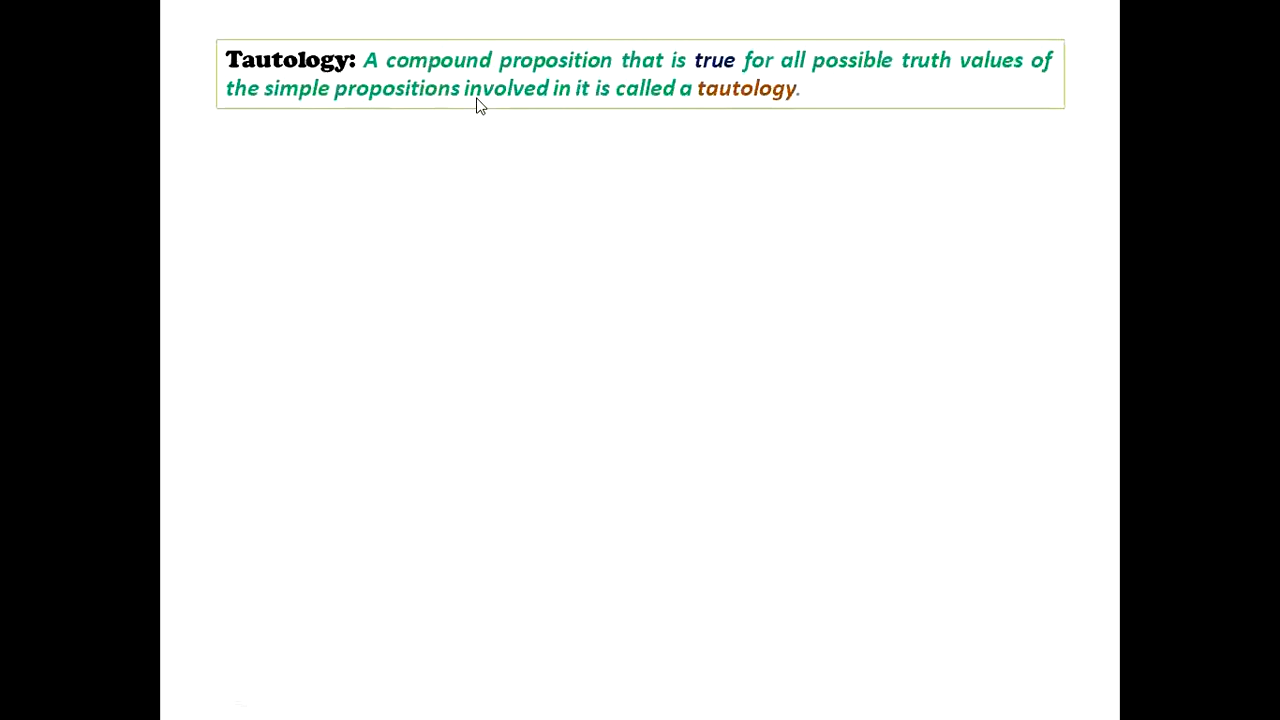 Tautology: A compound proposition that is true for all possible truth values of
the simple propositions involved in it is called a tautology.